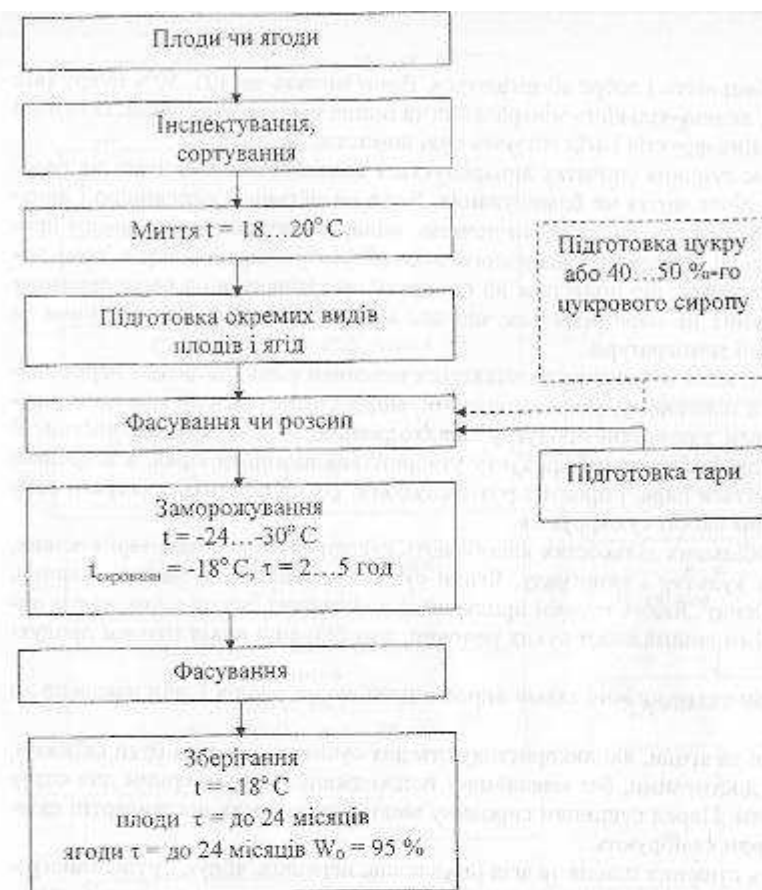 Плоди чи ягоди
Інспектування,
сортування
Миття t = 18...20° С
Підготовка окремих видів
плодів і ягід
Підготовка цукру
або 40...50 %-го
цукрового сиропу
Фасування чи розсип
Підготовка тари
Заморожування
t = -24...-30° С
= -18° С, τ = 2...5 год
Фасування
Зберігання
t = -18° С
плоди τ = до 24 місяців
ягоди τ = до 24 місяців W₀ = 95 %